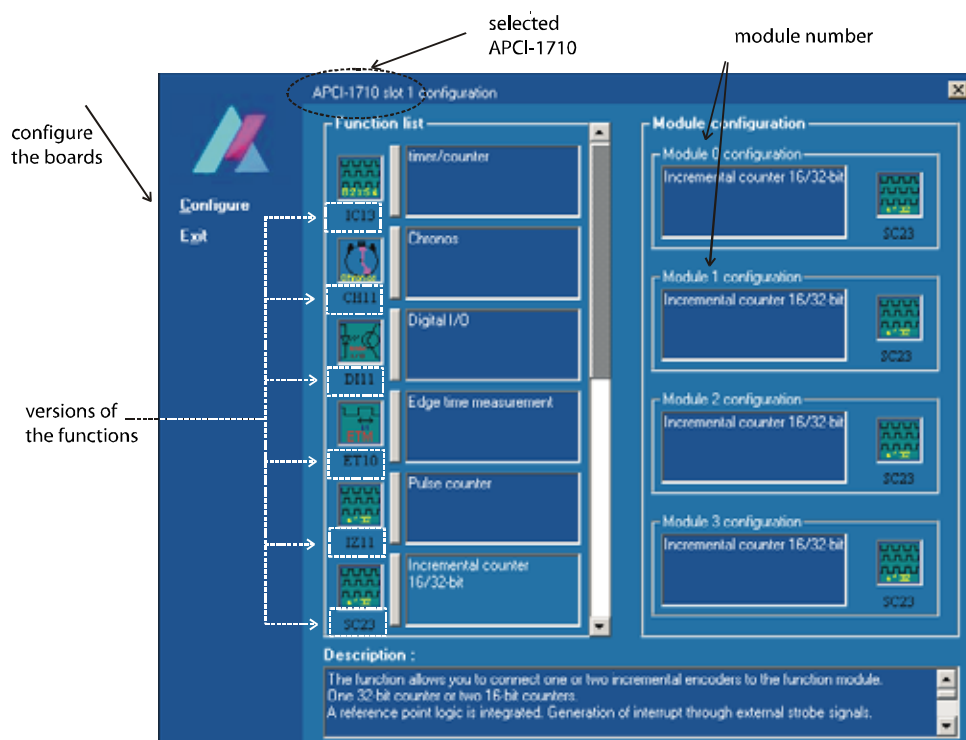 selected
APCI-1710
module number
configure
the boards
versions of
the functions
APCI-1710 slot 1 configuration
Configure
Exit
Function list
timer/counter
IC13
Chronos
CH11
Digital I/O
DI11
Edge time measurement
ETM
ET10
Pulse counter
IZ11
Incremental counter
16/32-bit
SC23
Module configuration
Module 0 configuration
Incremental counter 16/32-bit
SC23
Module 1 configuration
Incremental counter 16/32-bit
SC23
Module 2 configuration
Incremental counter 16/32-bit
SC23
Module 3 configuration
Incremental counter 16/32-bit
SC23
Description :
The function allows you to connect one or two incremental encoders to the function module.
One 32-bit counter or two 16-bit counters.
A reference point logic is integrated. Generation of interrupt through external strobe signals.